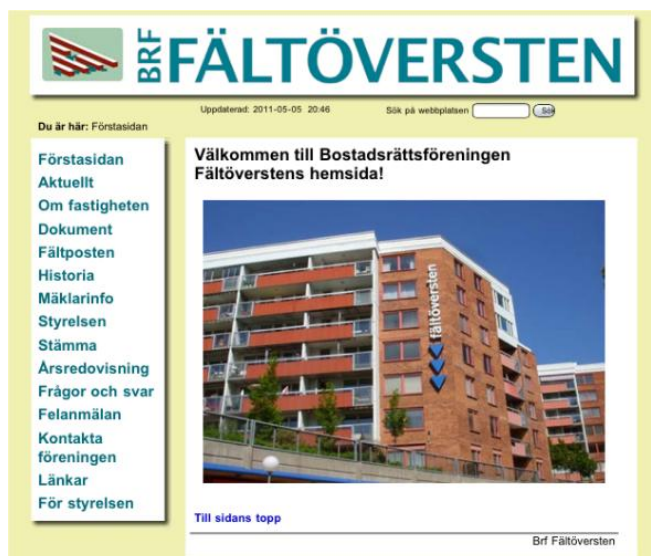 BRF
FÄLTÖVERSTEN
Uppdaterad: 2011-05-05 20:46
Sök på webbplatsen
Sök
Du är här: Förstasidan
Förstasidan
Aktuellt
Om fastigheten
Dokument
Fältposten
Historia
Mäklarinfo
Styrelsen
Stämma
Årsredovisning
Frågor och svar
Felanmälan
Kontakta
föreningen
Länkar
För styrelsen
Välkommen till Bostadsrättsföreningen
Fältöverstens hemsida!
fältöversten
Till sidans topp
Brf Fältöversten